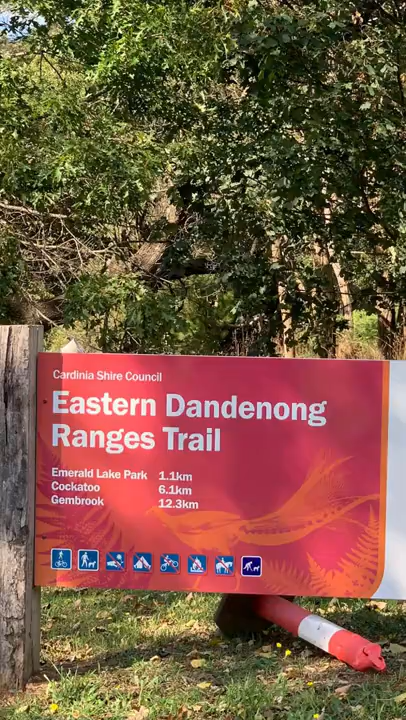 Cardinia Shire Council
Eastern Dandenong
Ranges Trail
Emerald Lake Park 1.1km
Cockatoo 6.1km
Gembrook 12.3km